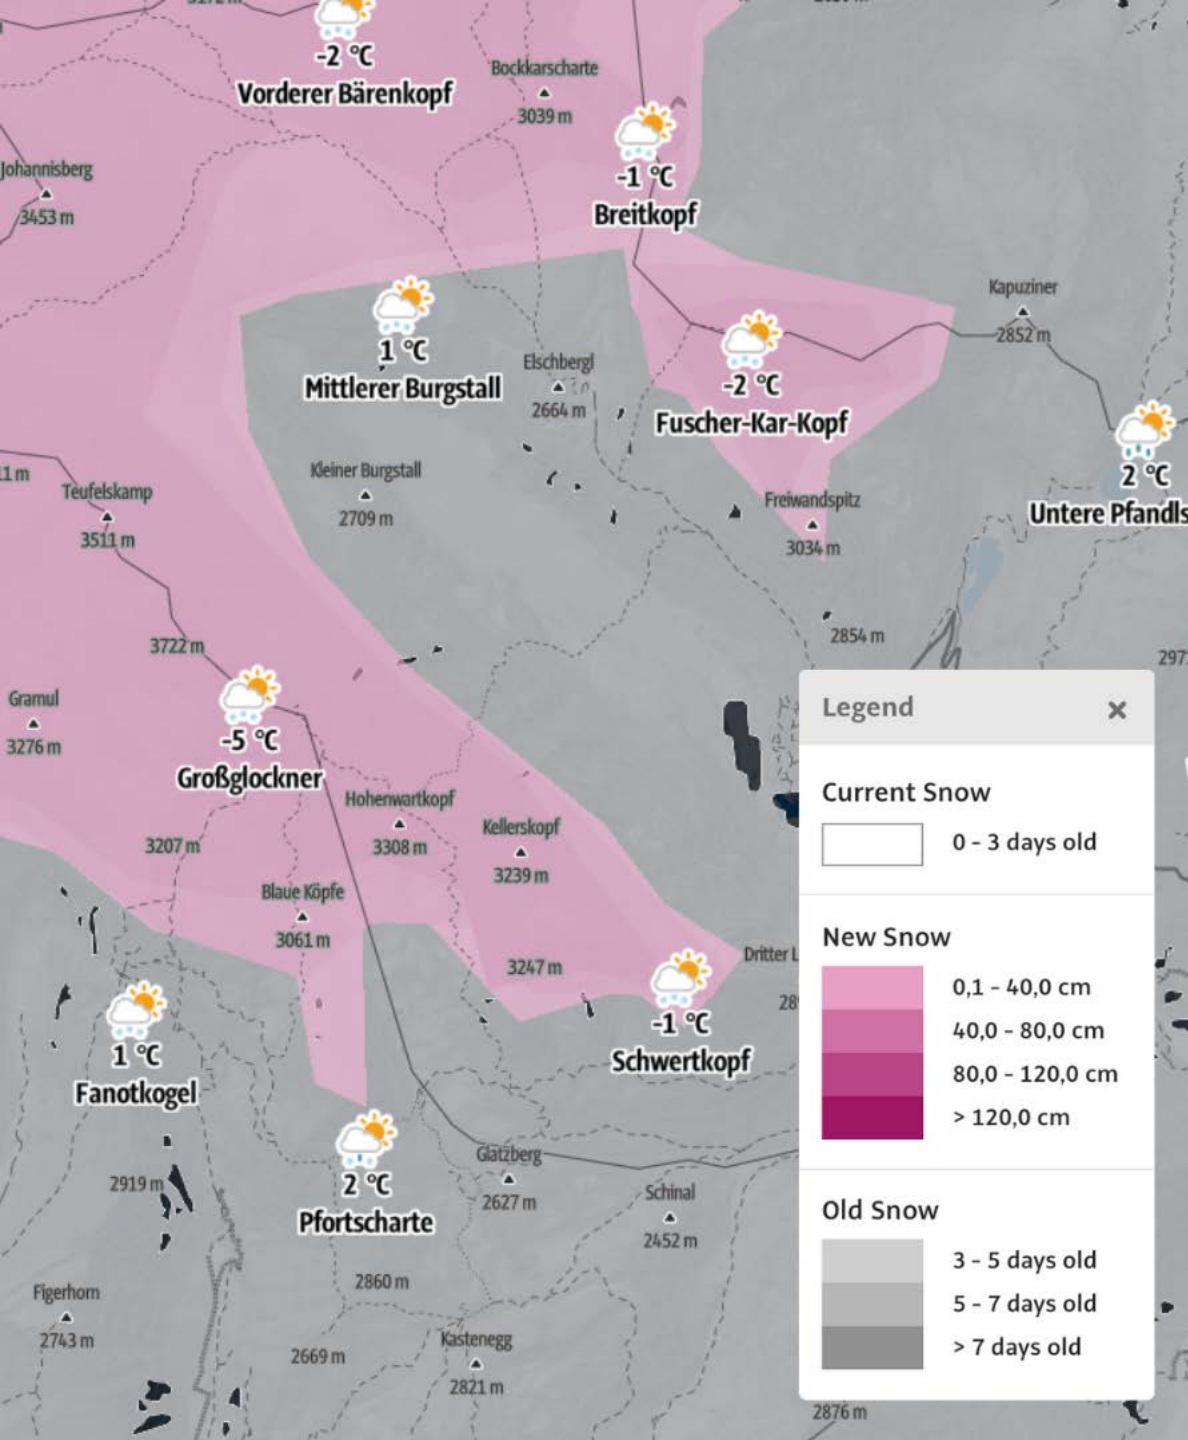 -2 °C
Vorderer Bärenkopf
Bockkarscharte
3039 m
-1 °C
Breitkopf
Johannisberg
3453 m
Kapuziner
2852 m
1 °C
Mittlerer Burgstall
Elschbergl
2664 m
-2 °C
Fuscher-Kar-Kopf
2 °C
Untere Pfandls
Kleiner Burgstall
2709 m
1 m
Teufelskamp
3511 m
Freiwandspitz
3034 m
2854 m
297
3722 m
Gramul
3276 m
-5 °C
Großglockner
Hohenwartkopf
3308 m
Kellerskopf
3239 m
3207 m
Blaue Köpfe
3061 m
3247 m
Dritter L
28
-1 °C
Schwertkopf
1 °C
Fanotkogel
2 °C
Pfortscharte
2919 m
Glatzberg
2627 m
Schinal
2452 m
2860 m
Figerhorn
2743 m
2669 m
Kastenegg
2821 m
2876 m
Legend ×
Current Snow
0 - 3 days old
New Snow
0,1 - 40,0 cm
40,0 - 80,0 cm
80,0 - 120,0 cm
> 120,0 cm
Old Snow
3 - 5 days old
5 - 7 days old
> 7 days old